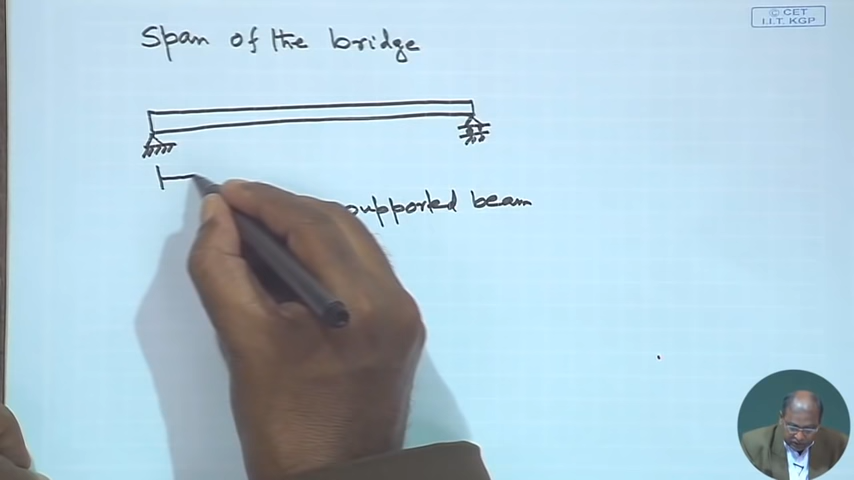 © CET
I.I.T. KGP
Span of the bridge
supported beam